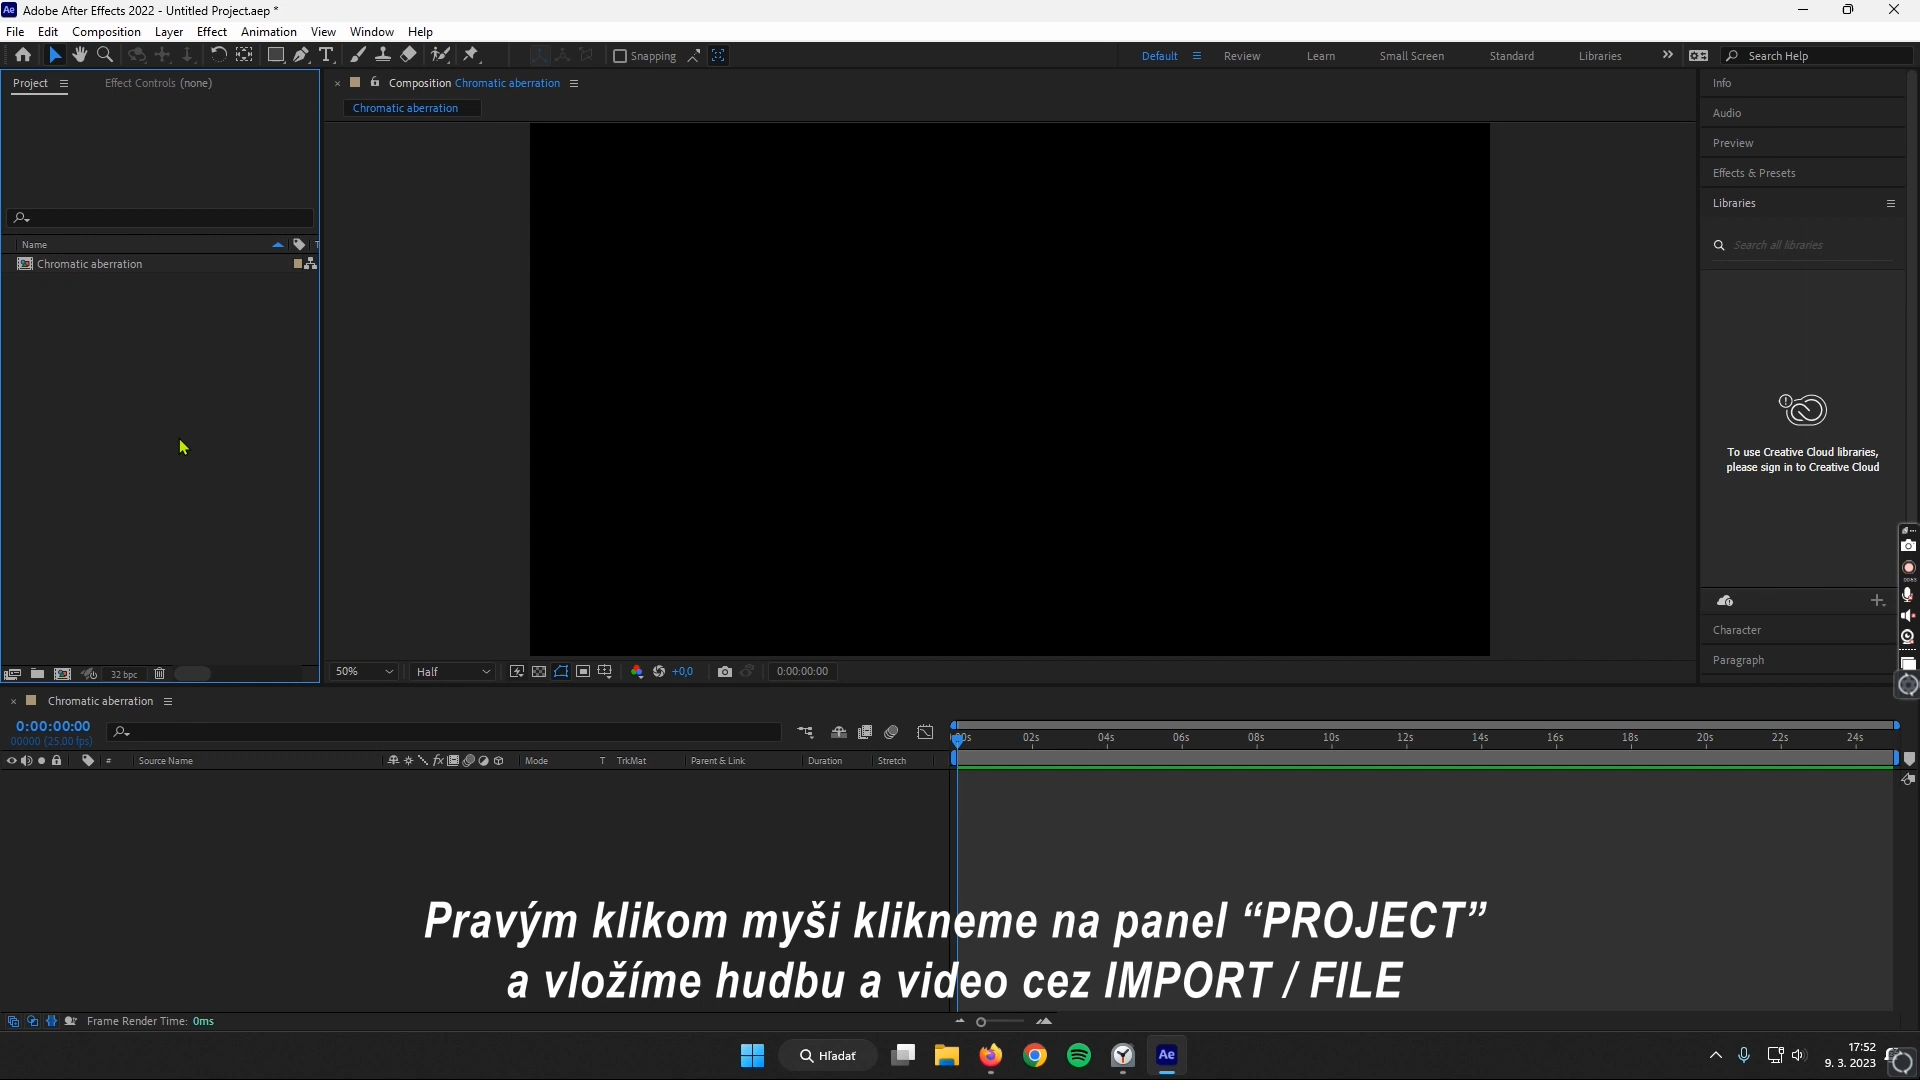 Ae Adobe After Effects 2022 - Untitled Project.aep *
File Edit Composition Layer Effect Animation View Window Help
Snapping Default Review Learn Small Screen Standard Libraries Search Help
Project Effect Controls (none)
Composition Chromatic aberration
Chromatic aberration
Name
Chromatic aberration
32 bpc
50% Half +0,0 0:00:00:00
Info
Audio
Preview
Effects & Presets
Libraries
Search all libraries
To use Creative Cloud libraries,
please sign in to Creative Cloud
Character
Paragraph
Chromatic aberration
0:00:00:00
00000 (25.00 fps)
02s 04s 06s 08s 10s 12s 14s 16s 18s 20s 22s 24s
# Source Name fx Mode T TrkMat Parent & Link Duration Stretch
Pravým klikom myši klikneme na panel “PROJECT”
a vložíme hudbu a video cez IMPORT / FILE
Frame Render Time: 0ms
Hľadať
Ae
17:52
9. 3. 2023